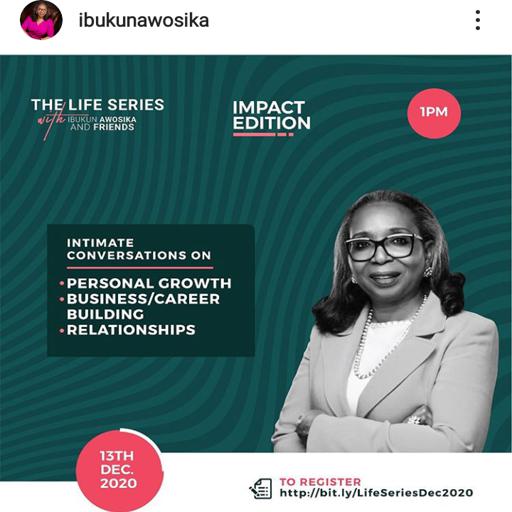 ibukunawosika
THE LIFE SERIES
with IBUKUN AWOSIKA
AND FRIENDS
IMPACT
EDITION
1PM
INTIMATE
CONVERSATIONS ON
•PERSONAL GROWTH
•BUSINESS/CAREER
BUILDING
•RELATIONSHIPS
13TH
DEC.
2020
TO REGISTER
http://bit.ly/LifeSeriesDec2020